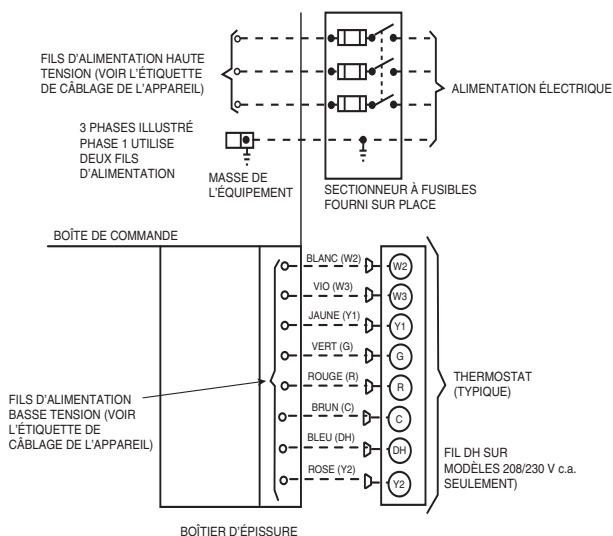 FILS D'ALIMENTATION HAUTE
TENSION (VOIR L'ÉTIQUETTE
DE CÂBLAGE DE L'APPAREIL)
ALIMENTATION ÉLECTRIQUE
3 PHASES ILLUSTRÉ
PHASE 1 UTILISE
DEUX FILS
D'ALIMENTATION
MASSE DE
L'ÉQUIPEMENT
SECTIONNEUR À FUSIBLES
FOURNI SUR PLACE
BOÎTE DE COMMANDE
BLANC (W2)
W2
VIO (W3)
W3
JAUNE (Y1)
Y1
VERT (G)
G
ROUGE (R)
R
BRUN (C)
C
BLEU (DH)
DH
ROSE (Y2)
Y2
THERMOSTAT
(TYPIQUE)
FILS D'ALIMENTATION
BASSE TENSION (VOIR
L'ÉTIQUETTE DE
CÂBLAGE DE L'APPAREIL)
FIL DH SUR
MODÈLES 208/230 V c.a.
SEULEMENT)
BOÎTIER D'ÉPISSURE